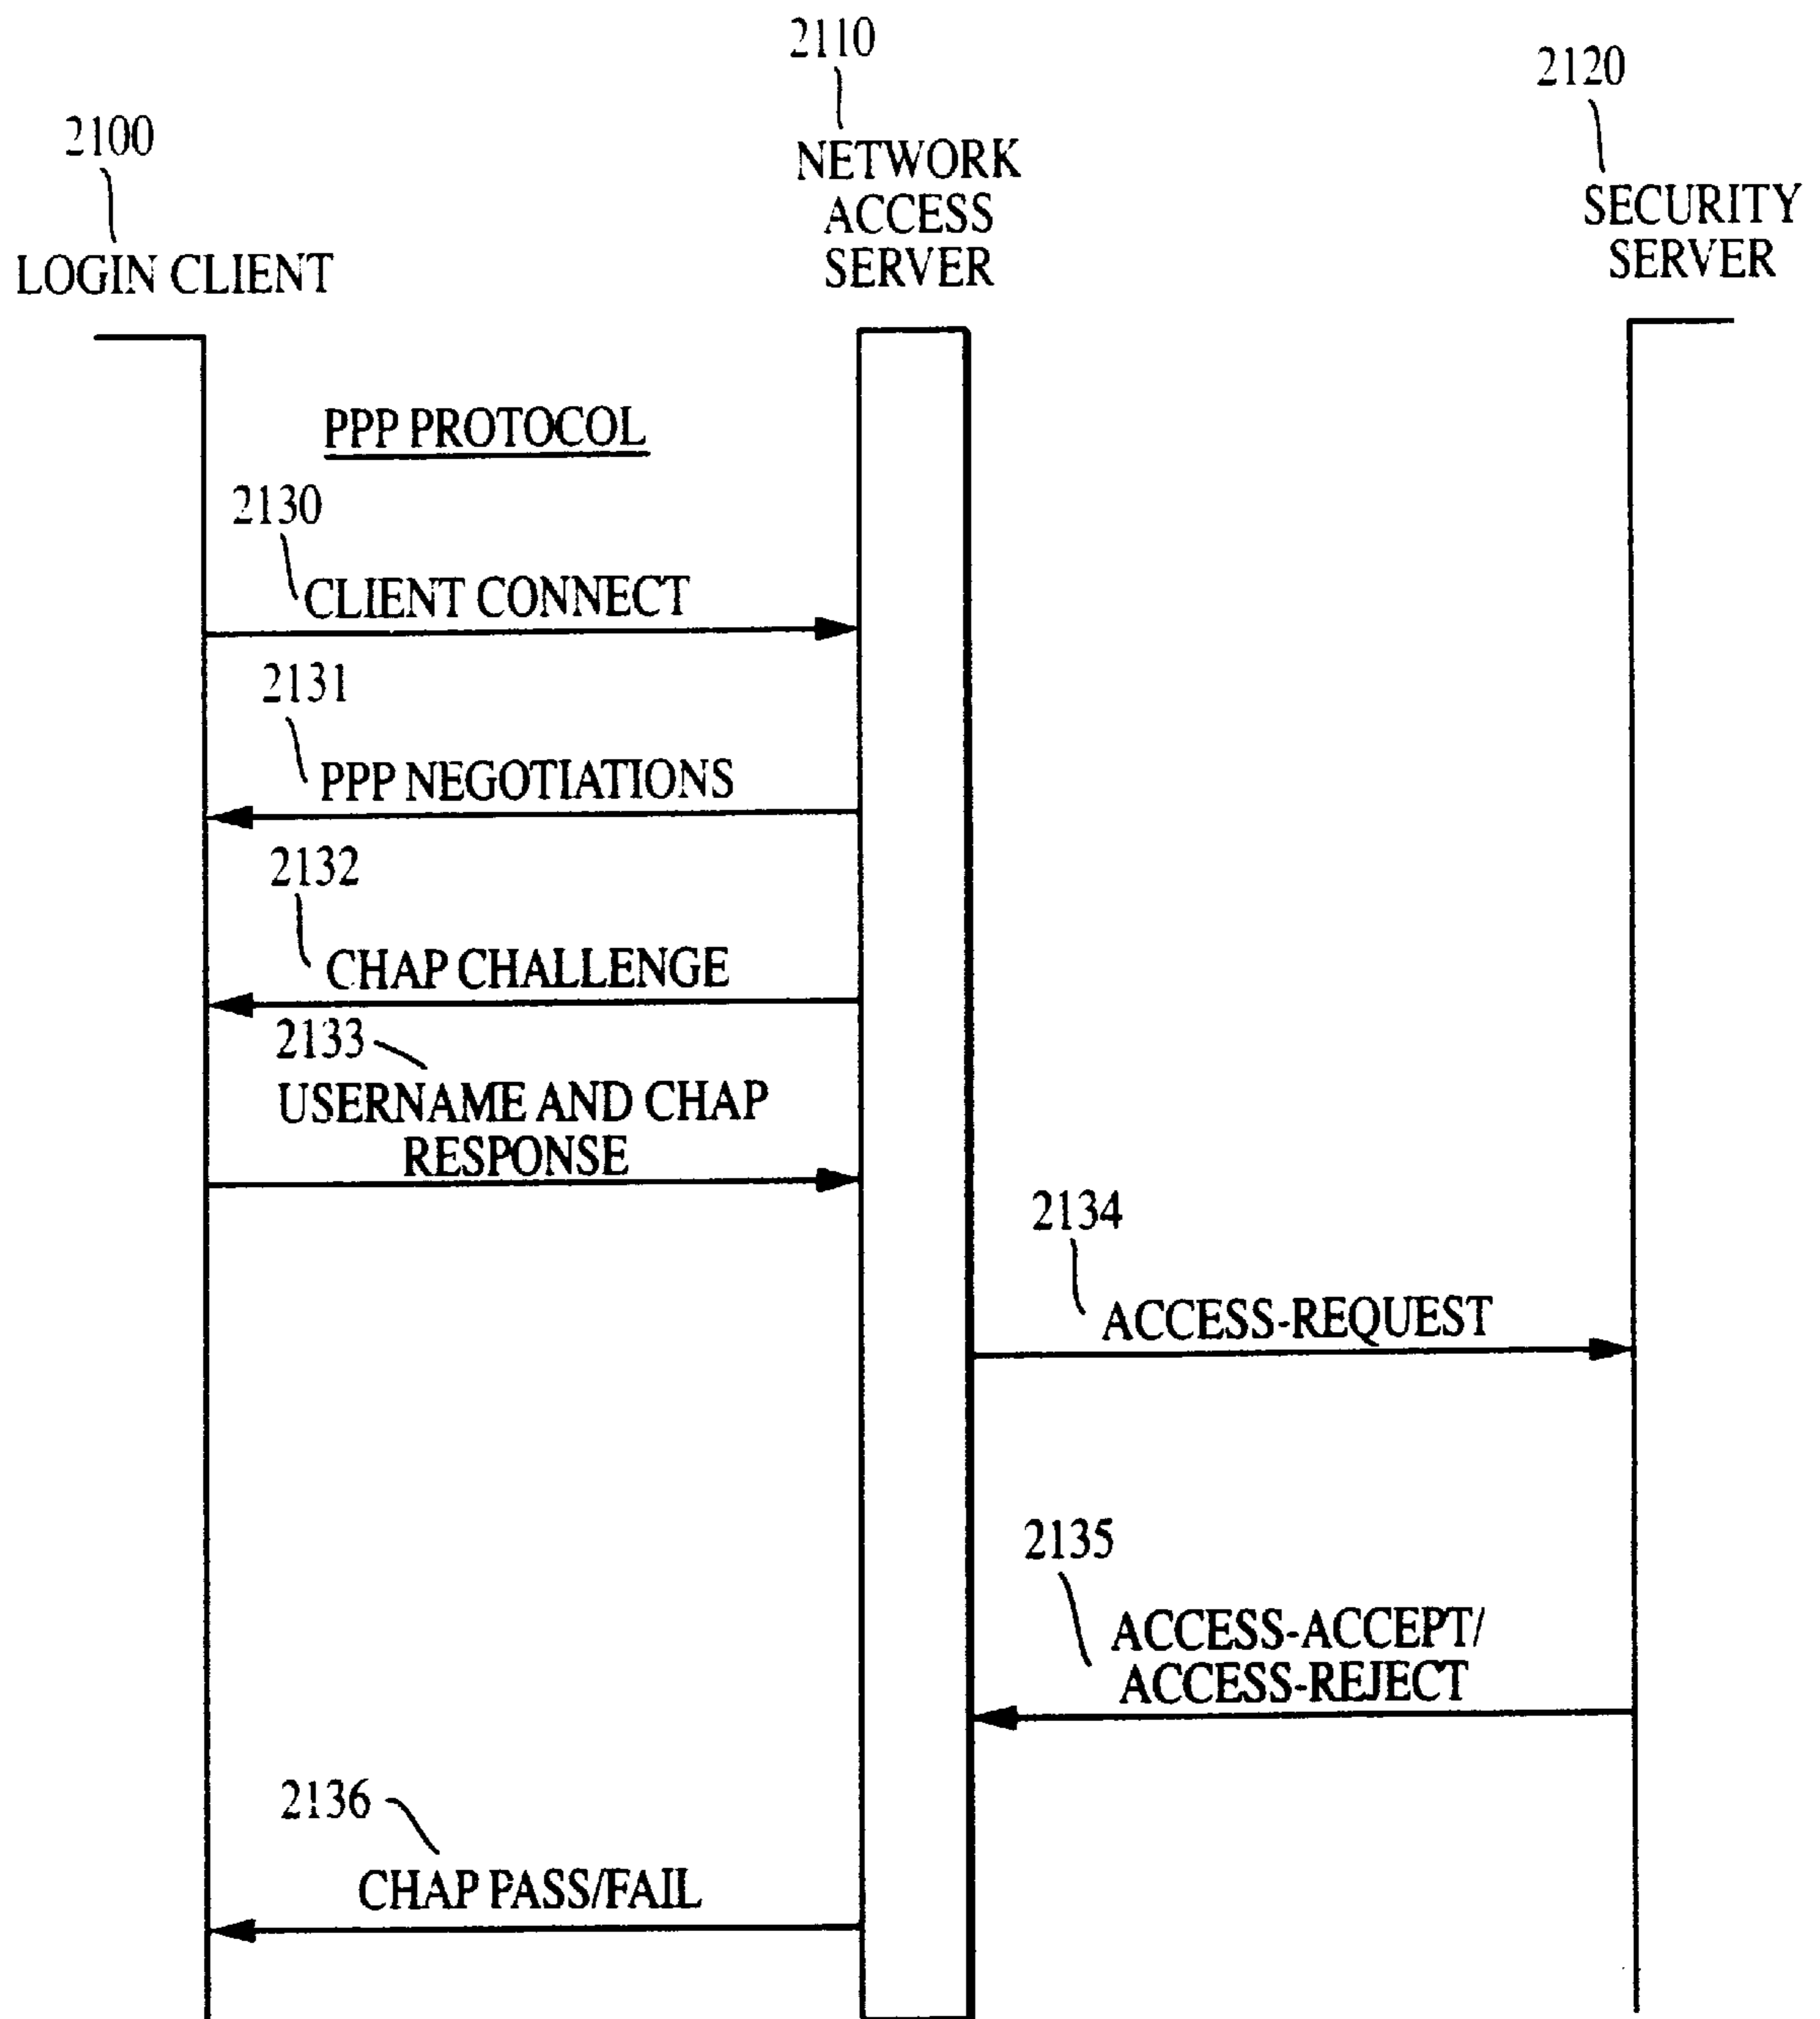 2110
2120
2100
NETWORK
ACCESS
SERVER
SECURITY
SERVER
LOGIN CLIENT
PPP PROTOCOL
2130
CLIENT CONNECT
2131
PPP NEGOTIATIONS
2132
CHAP CHALLENGE
2133
USERNAME AND CHAP
RESPONSE
2134
ACCESS-REQUEST
2135
ACCESS-ACCEPT/
ACCESS-REJECT
2136
CHAP PASS/FAIL